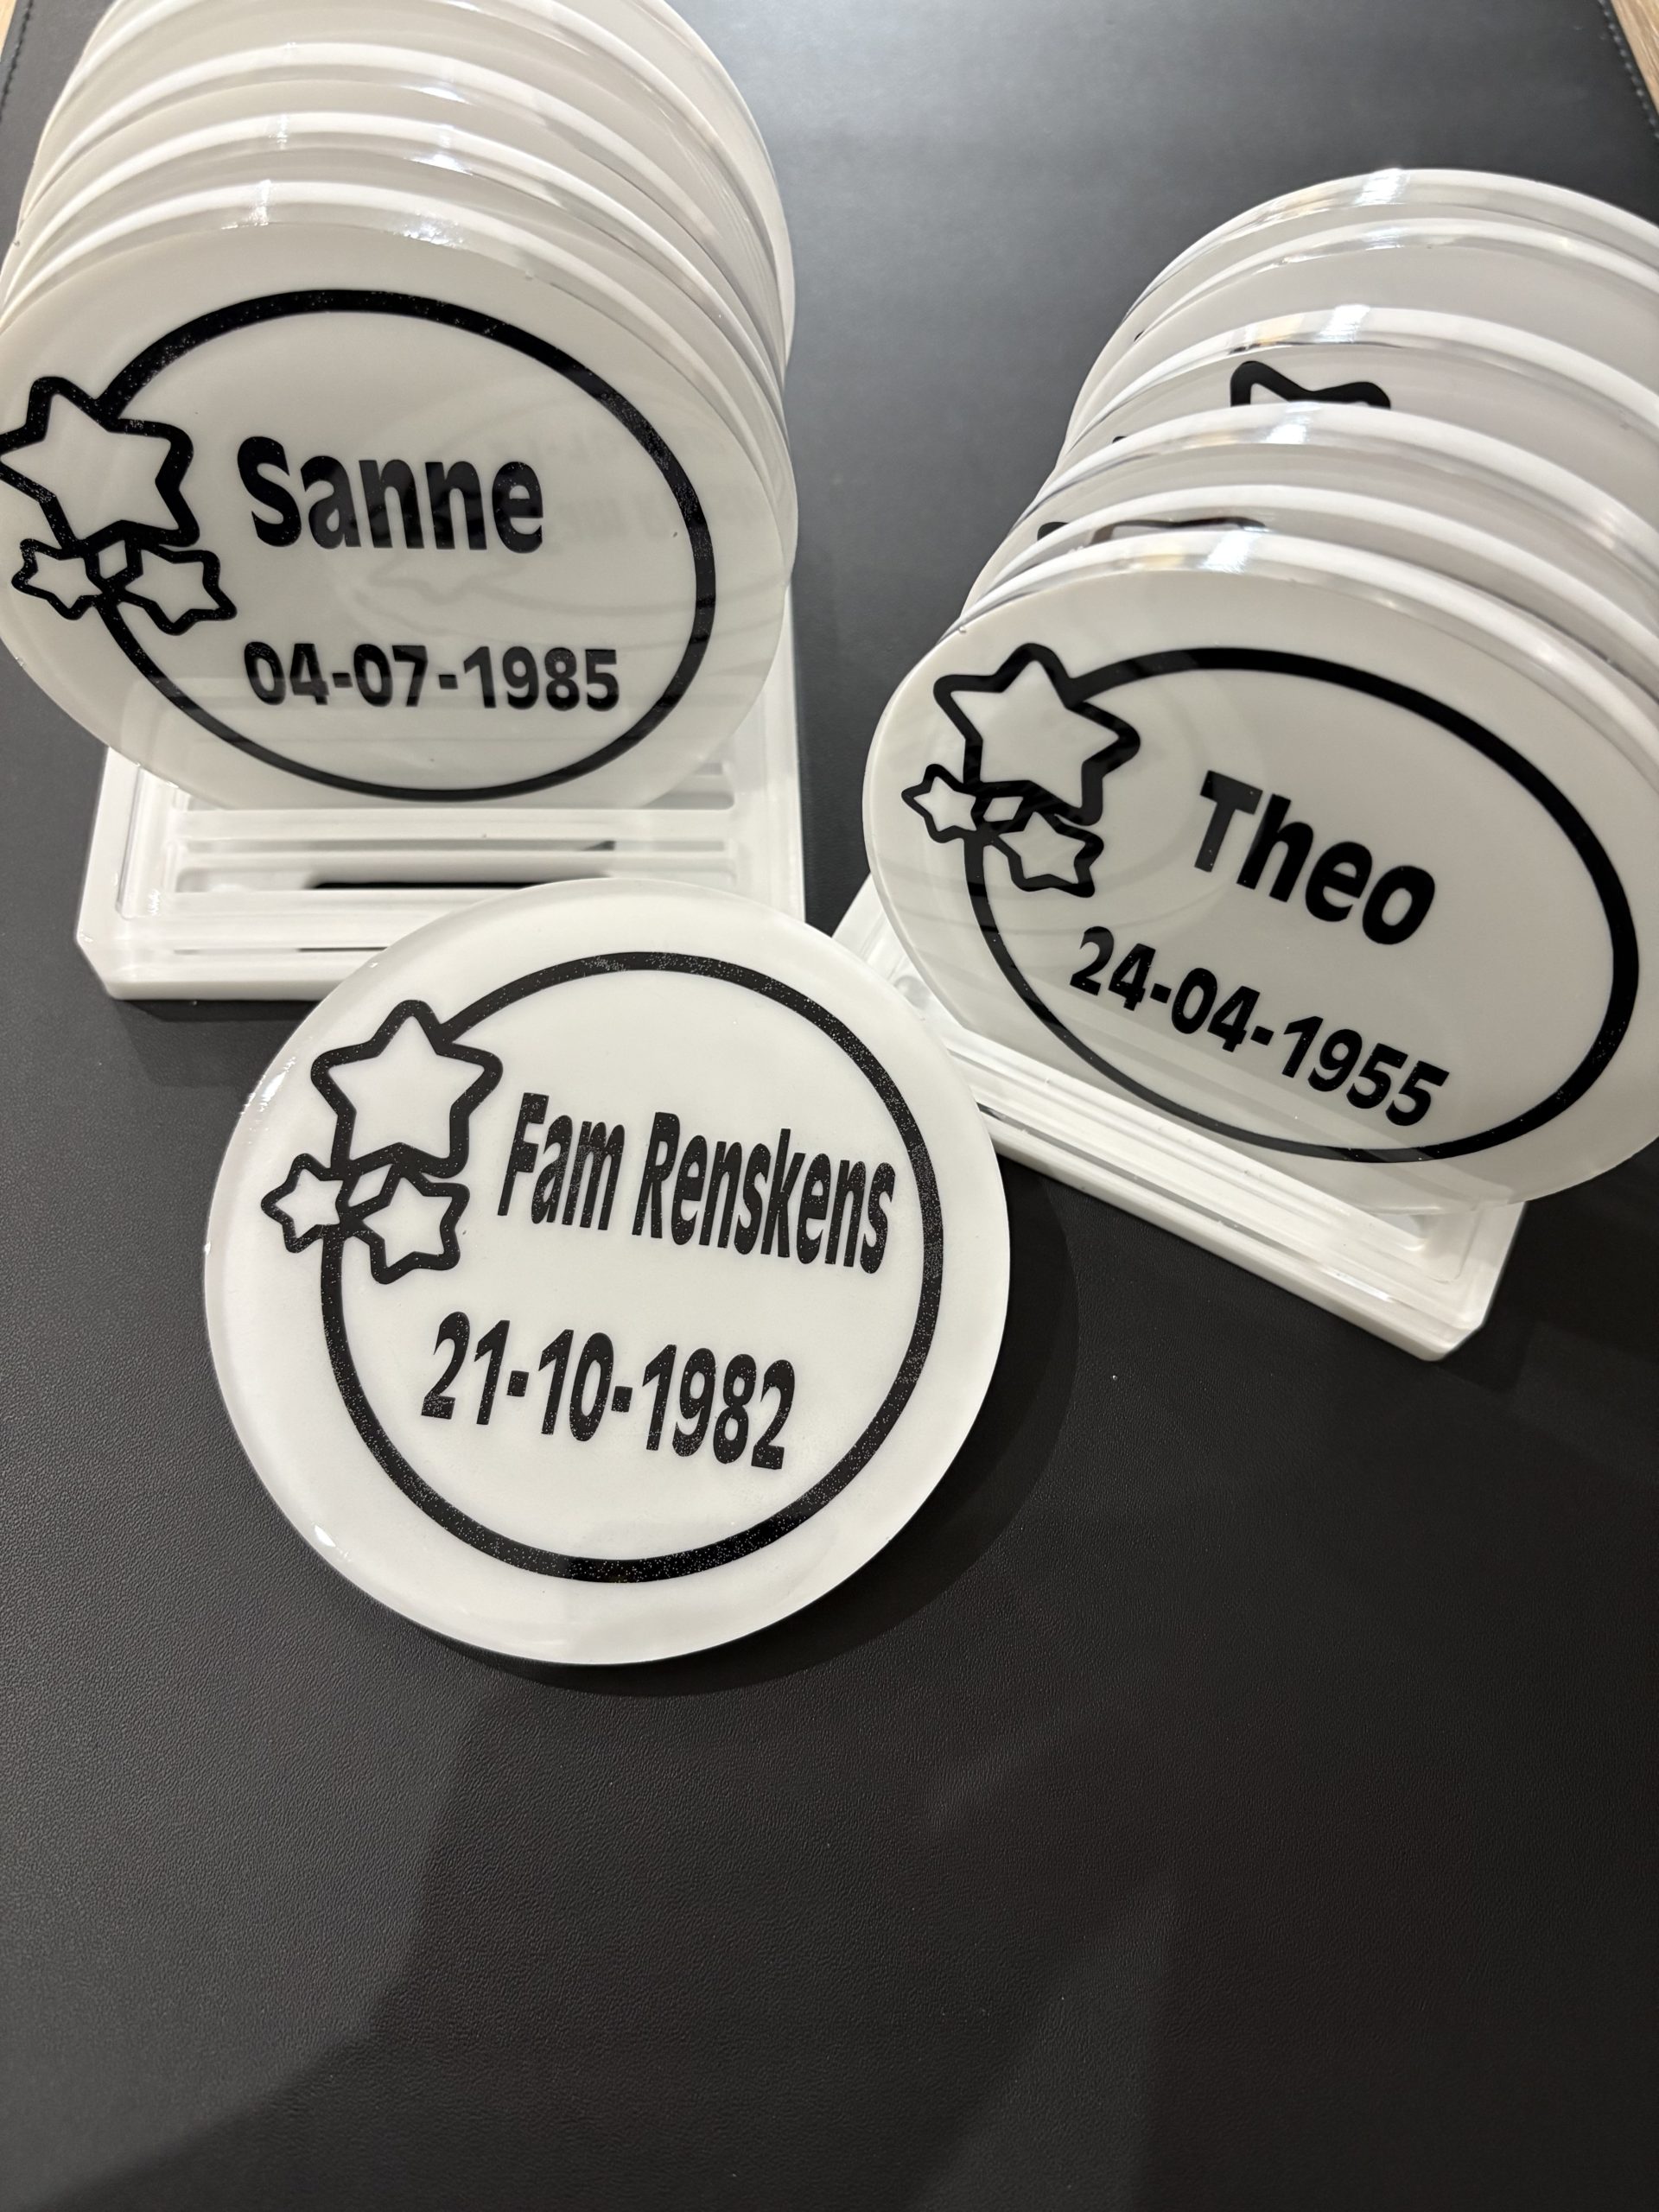 Sanne
04-07-1985
Theo
24-04-1955
Fam Renskens
21-10-1982